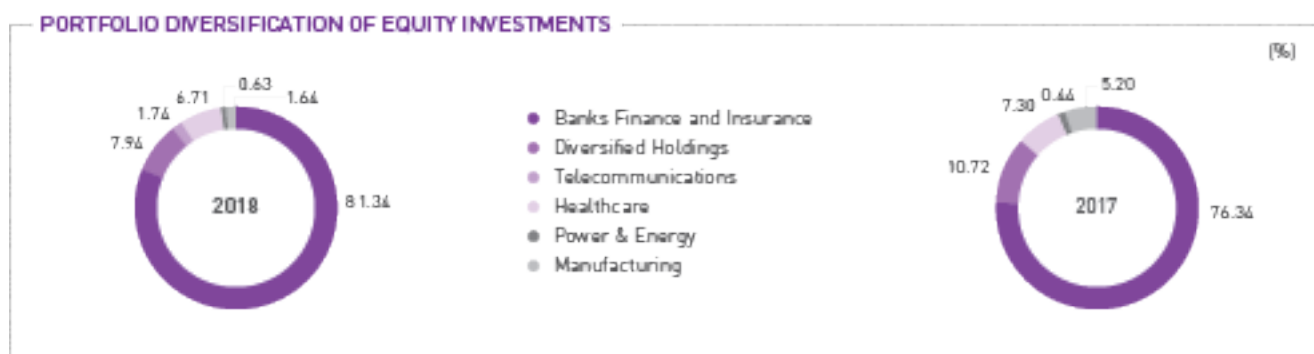 PORTFOLIO DIVERSIFICATION OF EQUITY INVESTMENTS
(%)
0.63
6.71
1.64
1.74
7.94
2018
81.34
Banks Finance and Insurance
Diversified Holdings
Telecommunications
Healthcare
Power & Energy
Manufacturing
0.44
5.20
7.30
10.72
2017
76.34